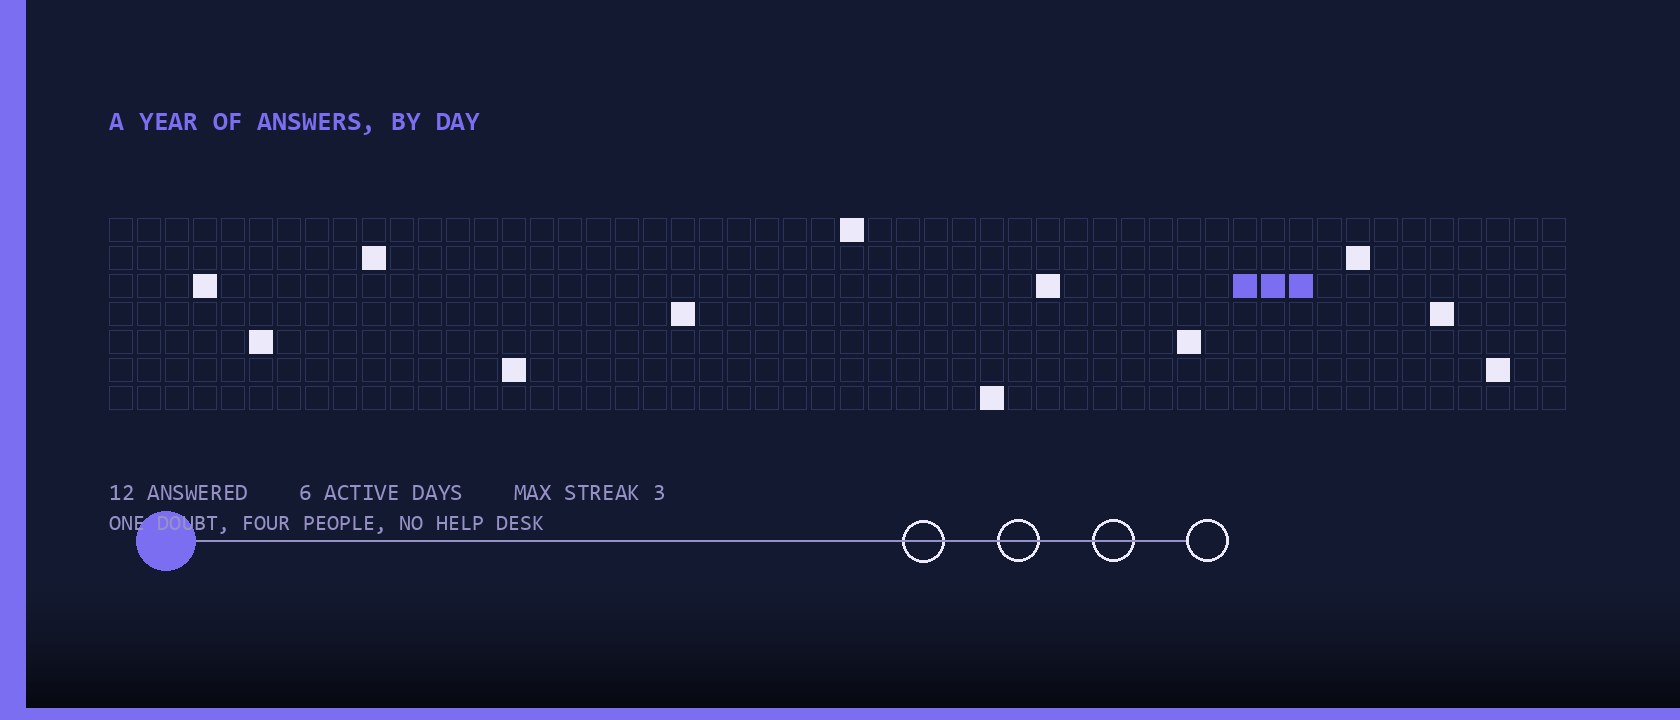 A YEAR OF ANSWERS, BY DAY
12 ANSWERED 6 ACTIVE DAYS MAX STREAK 3
ONE DOUBT, FOUR PEOPLE, NO HELP DESK